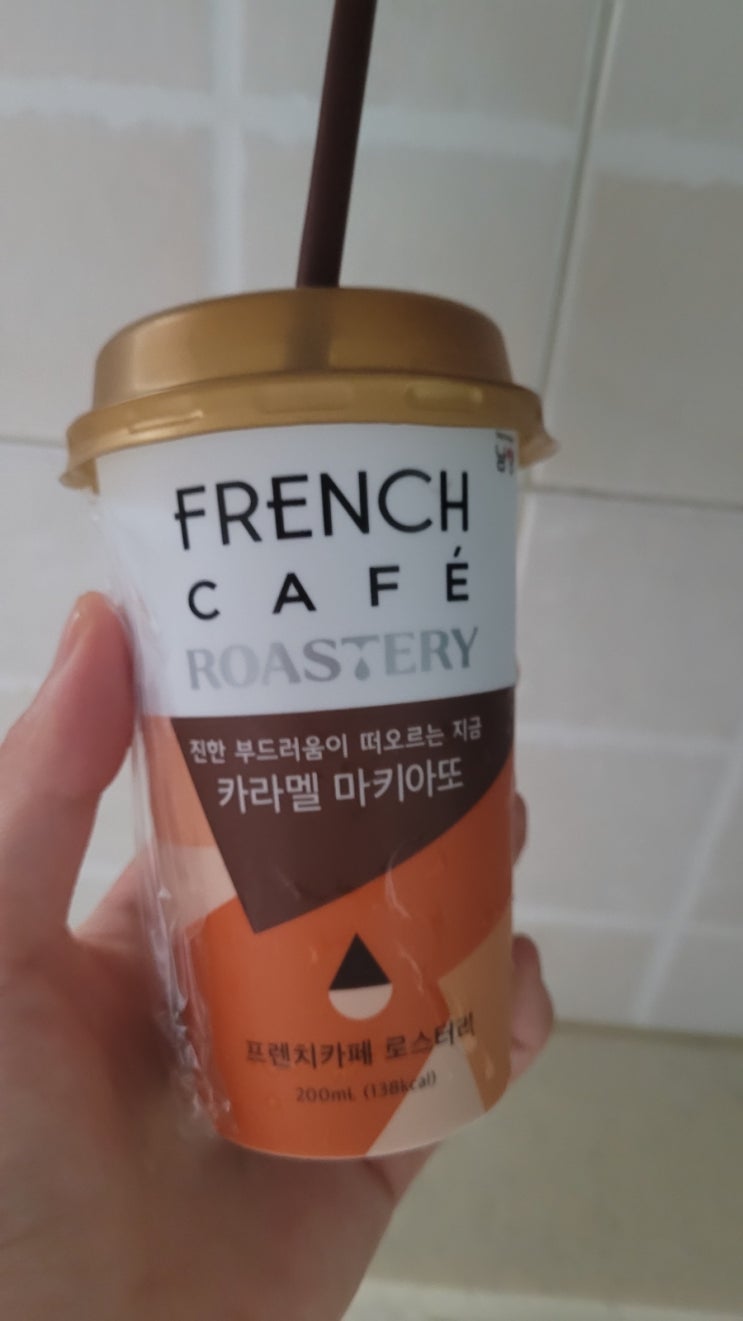 FRENCH
CAFÉ
ROASTERY
진한 부드러움이 떠오르는 지금
카라멜 마키아또
프렌치카페 로스터리
200mL (138kcal)